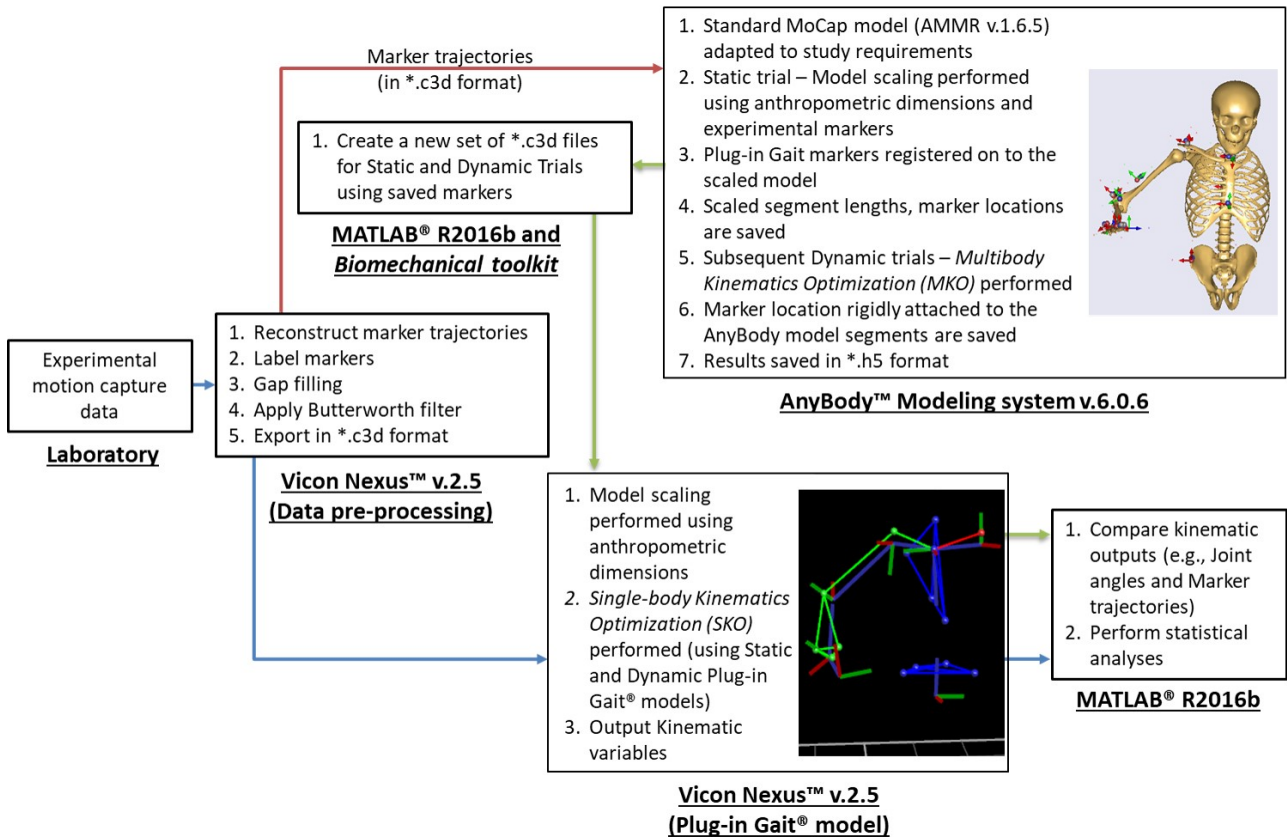 Experimental
motion capture
data
Laboratory
1. Reconstruct marker trajectories
2. Label markers
3. Gap filling
4. Apply Butterworth filter
5. Export in *.c3d format
Vicon Nexus™ v.2.5
(Data pre-processing)
Marker trajectories
(in *.c3d format)
1. Standard MoCap model (AMMR v.1.6.5)
adapted to study requirements
2. Static trial – Model scaling performed
using anthropometric dimensions and
experimental markers
3. Plug-in Gait markers registered on to the
scaled model
4. Scaled segment lengths, marker locations
are saved
5. Subsequent Dynamic trials – Multibody
Kinematics Optimization (MKO) performed
6. Marker location rigidly attached to the
AnyBody model segments are saved
7. Results saved in *.h5 format
AnyBody™ Modeling system v.6.0.6
1. Create a new set of *.c3d files
for Static and Dynamic Trials
using saved markers
MATLAB® R2016b and
Biomechanical toolkit
1. Model scaling
performed using
anthropometric
dimensions
2. Single-body Kinematics
Optimization (SKO)
performed (using Static
and Dynamic Plug-in
Gait® models)
3. Output Kinematic
variables
Vicon Nexus™ v.2.5
(Plug-in Gait® model)
1. Compare kinematic
outputs (e.g., Joint
angles and Marker
trajectories)
2. Perform statistical
analyses
MATLAB® R2016b